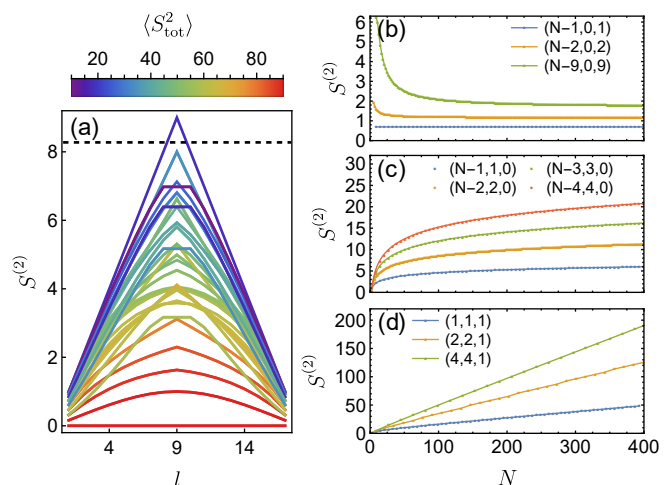 ⟨S²tot⟩
20 40 60 80
(a)
8
6
4
2
0
S⁽²⁾
4 9 14
l
(b)
(N−1,0,1)
(N−2,0,2)
(N−9,0,9)
6
5
4
3
2
1
0
S⁽²⁾
(c)
(N−1,1,0) (N−3,3,0)
(N−2,2,0) (N−4,4,0)
30
25
20
15
10
5
0
S⁽²⁾
(d)
(1,1,1)
(2,2,1)
(4,4,1)
200
150
100
50
0
S⁽²⁾
0 100 200 300 400
N